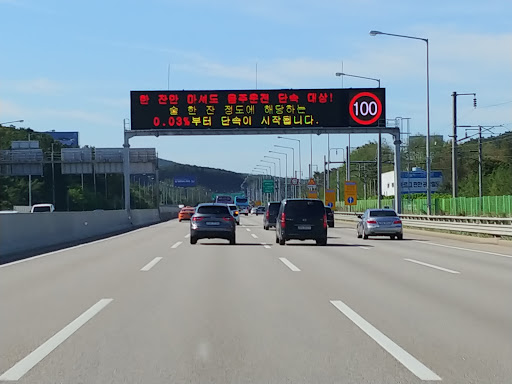 한 잔만 마셔도 음주운전 단속 대상!
술 한 잔 정도에 해당하는
0.03%부터 단속이 시작됩니다.
100